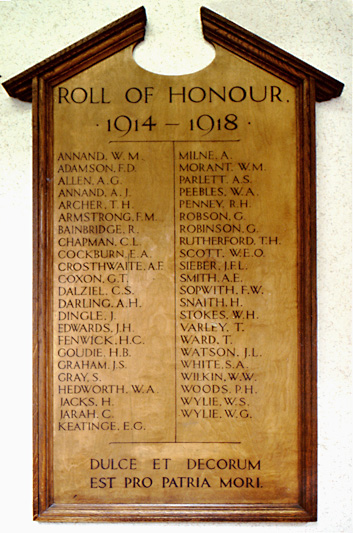 ROLL OF HONOUR.
· 1914 – 1918 ·
ANNAND, W. M.
ADAMSON, F.D.
ALLEN, A.G.
ANNAND, A. J.
ARCHER, T. H.
ARMSTRONG, F.M.
BAINBRIDGE, R.
CHAPMAN, C.L.
COCKBURN, E.A.
CROSTHWAITE, A.F.
COXON, G.T.
DALZIEL, C.S.
DARLING, A.H.
DINGLE, J.
EDWARDS, J.H.
FENWICK, H.C.
GOUDIE, H.B.
GRAHAM, J.S.
GRAY, S.
HEDWORTH, W.A.
JACKS, H.
JARAH, C.
KEATINGE, E.G.
MILNE, A.
MORANT, W.M.
PARLETT, A.S.
PEEBLES, W.A.
PENNEY, R.H.
ROBSON, G.
ROBINSON, G.
RUTHERFORD, T.H.
SCOTT, W.E.O.
SIEBER, J.F.L.
SMITH, A.E.
SOPWITH, F.W.
SNAITH, H.
STOKES, W.H.
VARLEY, T.
WARD, T.
WATSON, J.L.
WHITE, S.A.
WILKIN, W.W.
WOODS, P.H.
WYLIE, W.S.
WYLIE, W.G.
DULCE ET DECORUM
EST PRO PATRIA MORI.